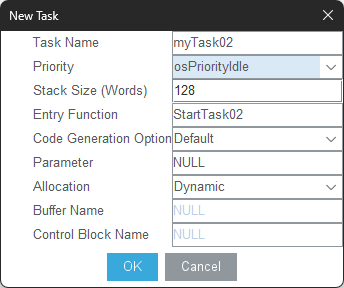 New Task
Task Name myTask02
Priority osPriorityIdle
Stack Size (Words) 128
Entry Function StartTask02
Code Generation Option Default
Parameter NULL
Allocation Dynamic
Buffer Name NULL
Control Block Name NULL
OK Cancel